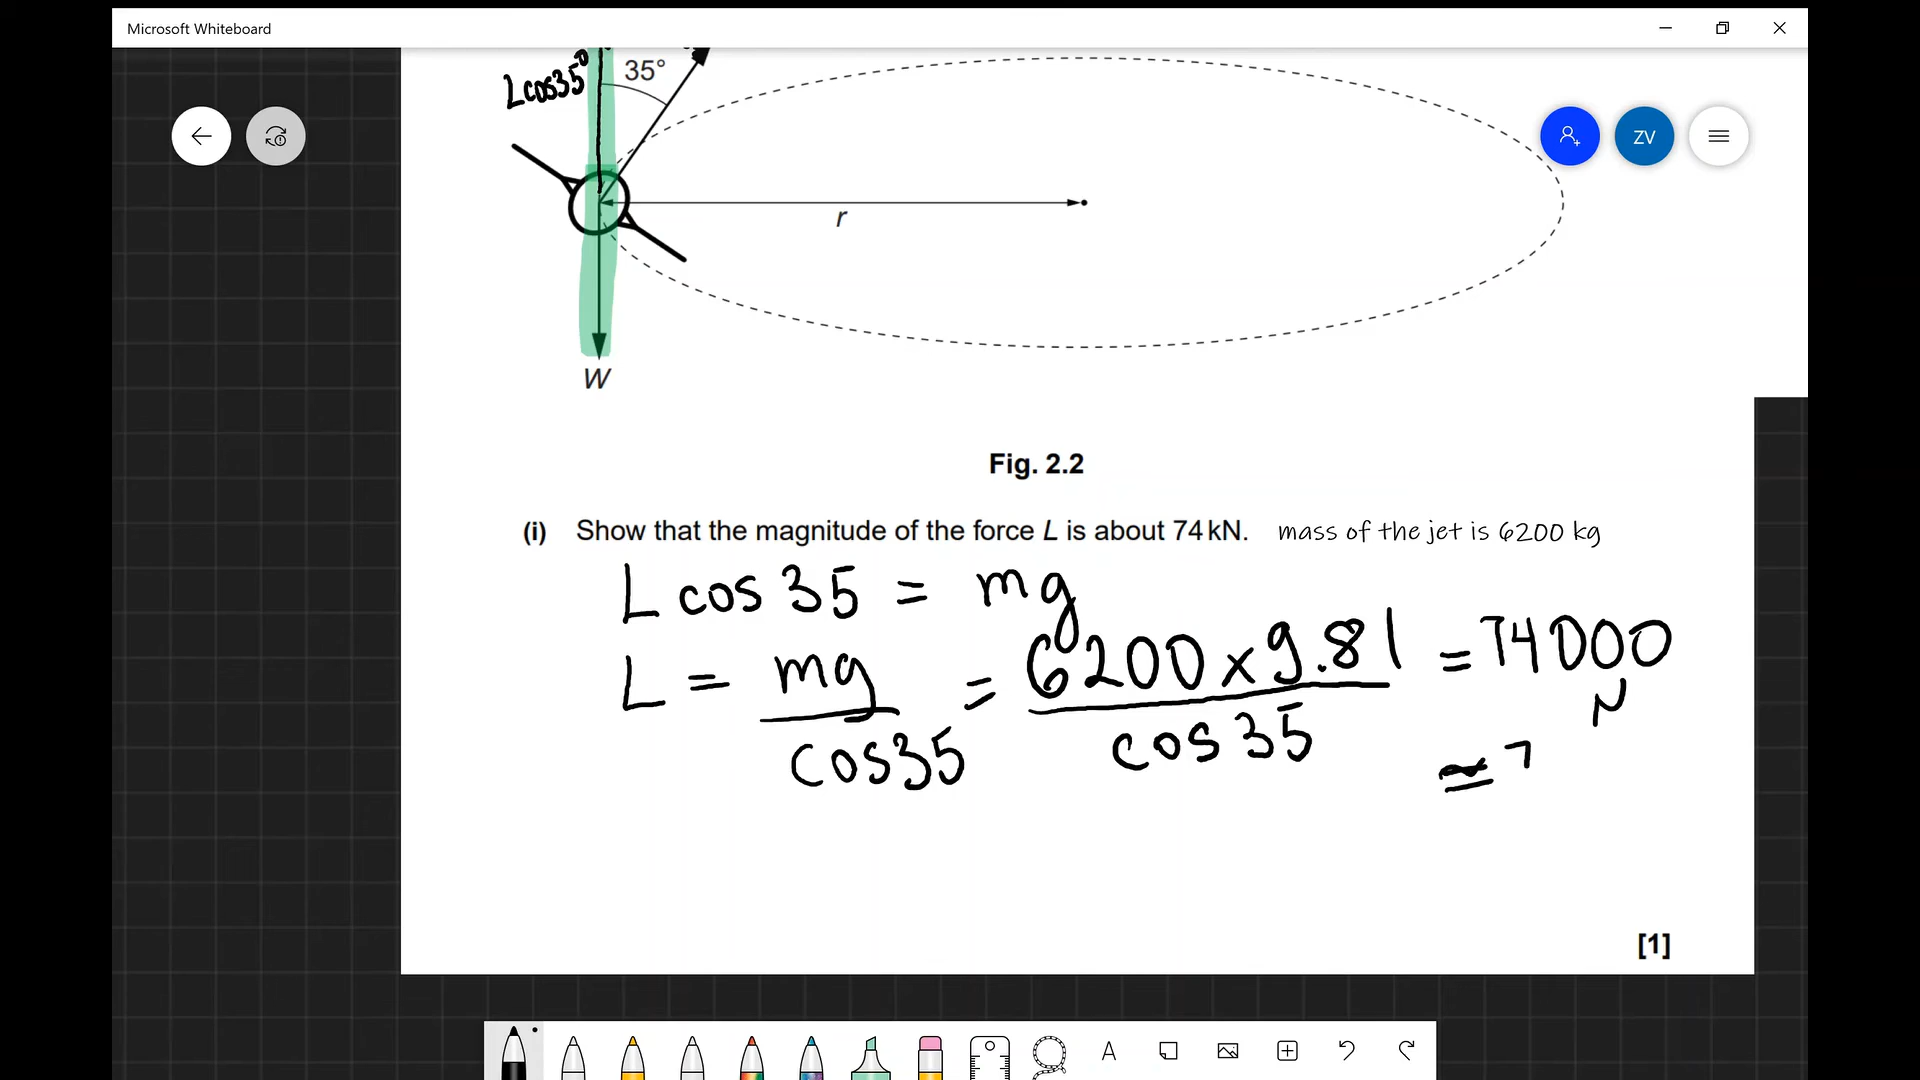 Microsoft Whiteboard
Lcos35°
35°
ZV
r
W
Fig. 2.2
(i) Show that the magnitude of the force L is about 74 kN. mass of the jet is 6200 kg
L cos 35 = mg
L = mg/cos35 = 6200 x 9.81/cos 35 = 74000 N
≃ 7
[1]
A